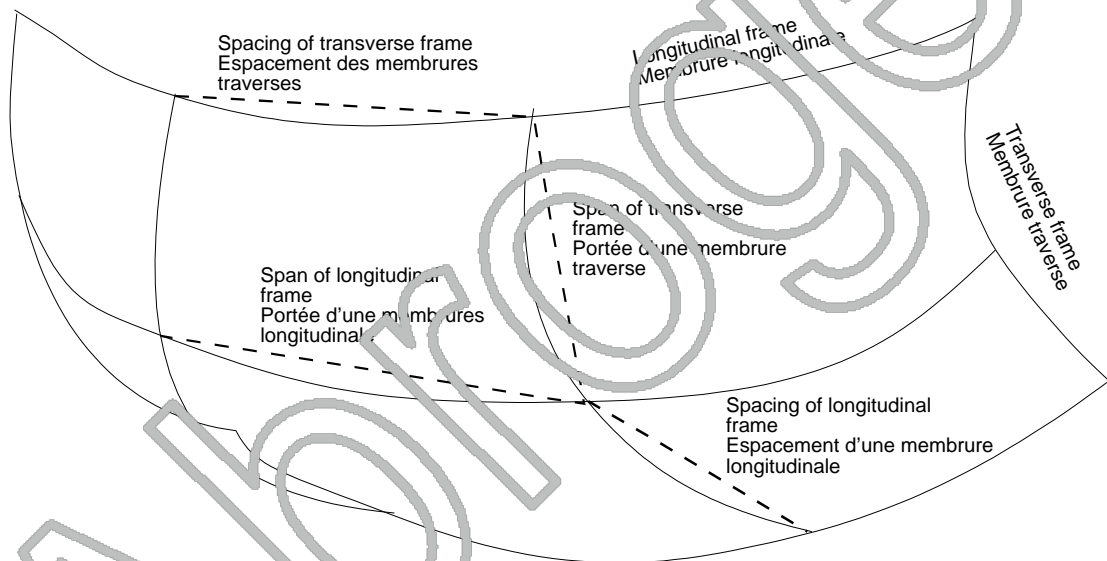 Spacing of transverse frame
Espacement des membrures
traverses
Longitudinal frame
Membrure longitudinale
Transverse frame
Membrure traverse
Span of transverse
frame
Portée d'une membrure
traverse
Span of longitudinal
frame
Portée d'une membrures
longitudinale
Spacing of longitudinal
frame
Espacement d'une membrure
longitudinale
Abroge